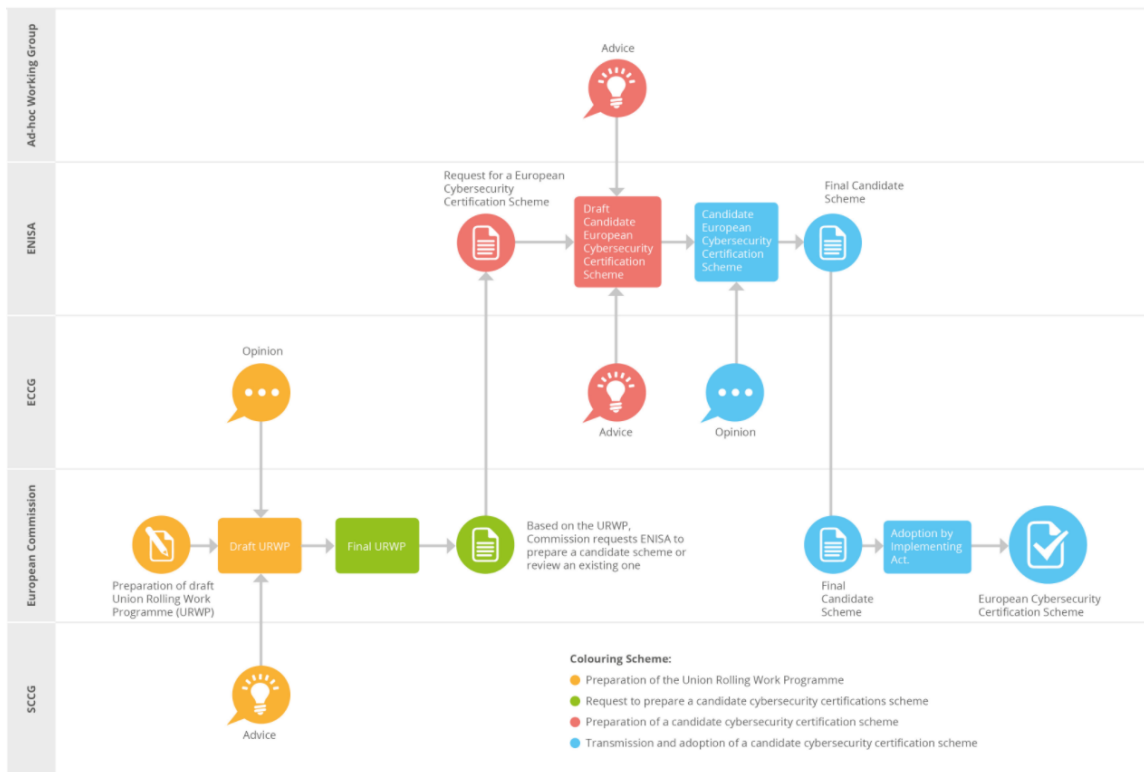 Ad-hoc Working Group
Advice
ENISA
Request for a European
Cybersecurity
Certification Scheme
Draft
Candidate
European
Cybersecurity
Certification
Scheme
Candidate
European
Cybersecurity
Certification
Scheme
Final Candidate
Scheme
ECCG
Opinion
Advice
Opinion
European Commission
Preparation of draft
Union Rolling Work
Programme (URWP)
Draft URWP
Final URWP
Based on the URWP,
Commission requests ENISA to
prepare a candidate scheme or
review an existing one
Final
Candidate
Scheme
Adoption by
Implementing
Act.
European Cybersecurity
Certification Scheme
SCCG
Advice
Colouring Scheme:
Preparation of the Union Rolling Work Programme
Request to prepare a candidate cybersecurity certifications scheme
Preparation of a candidate cybersecurity certification scheme
Transmission and adoption of a candidate cybersecurity certification scheme